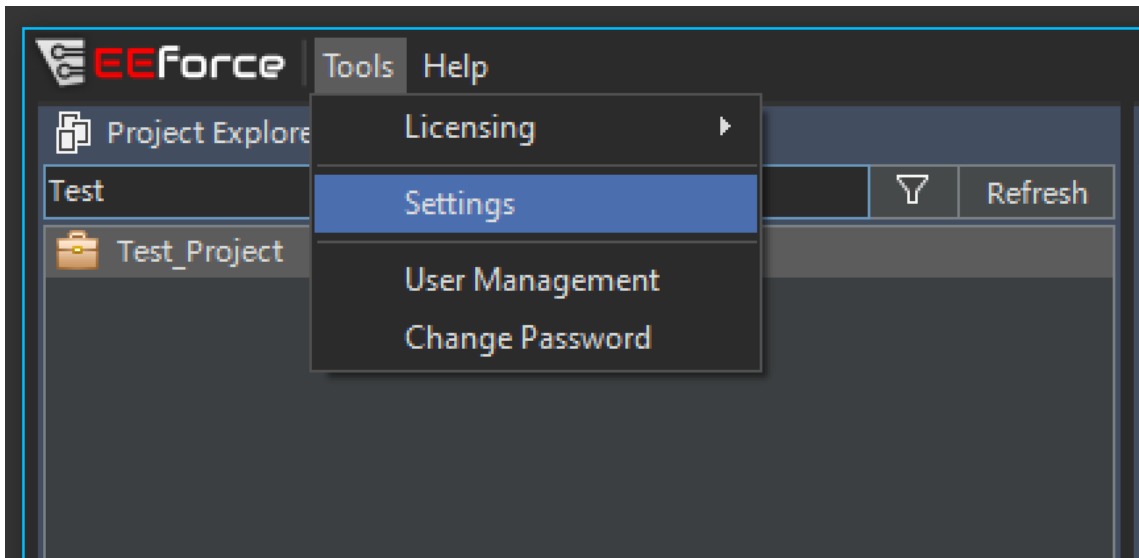 EEForce Tools Help
Project Explore
Licensing
Test
Refresh
Settings
Test_Project
User Management
Change Password